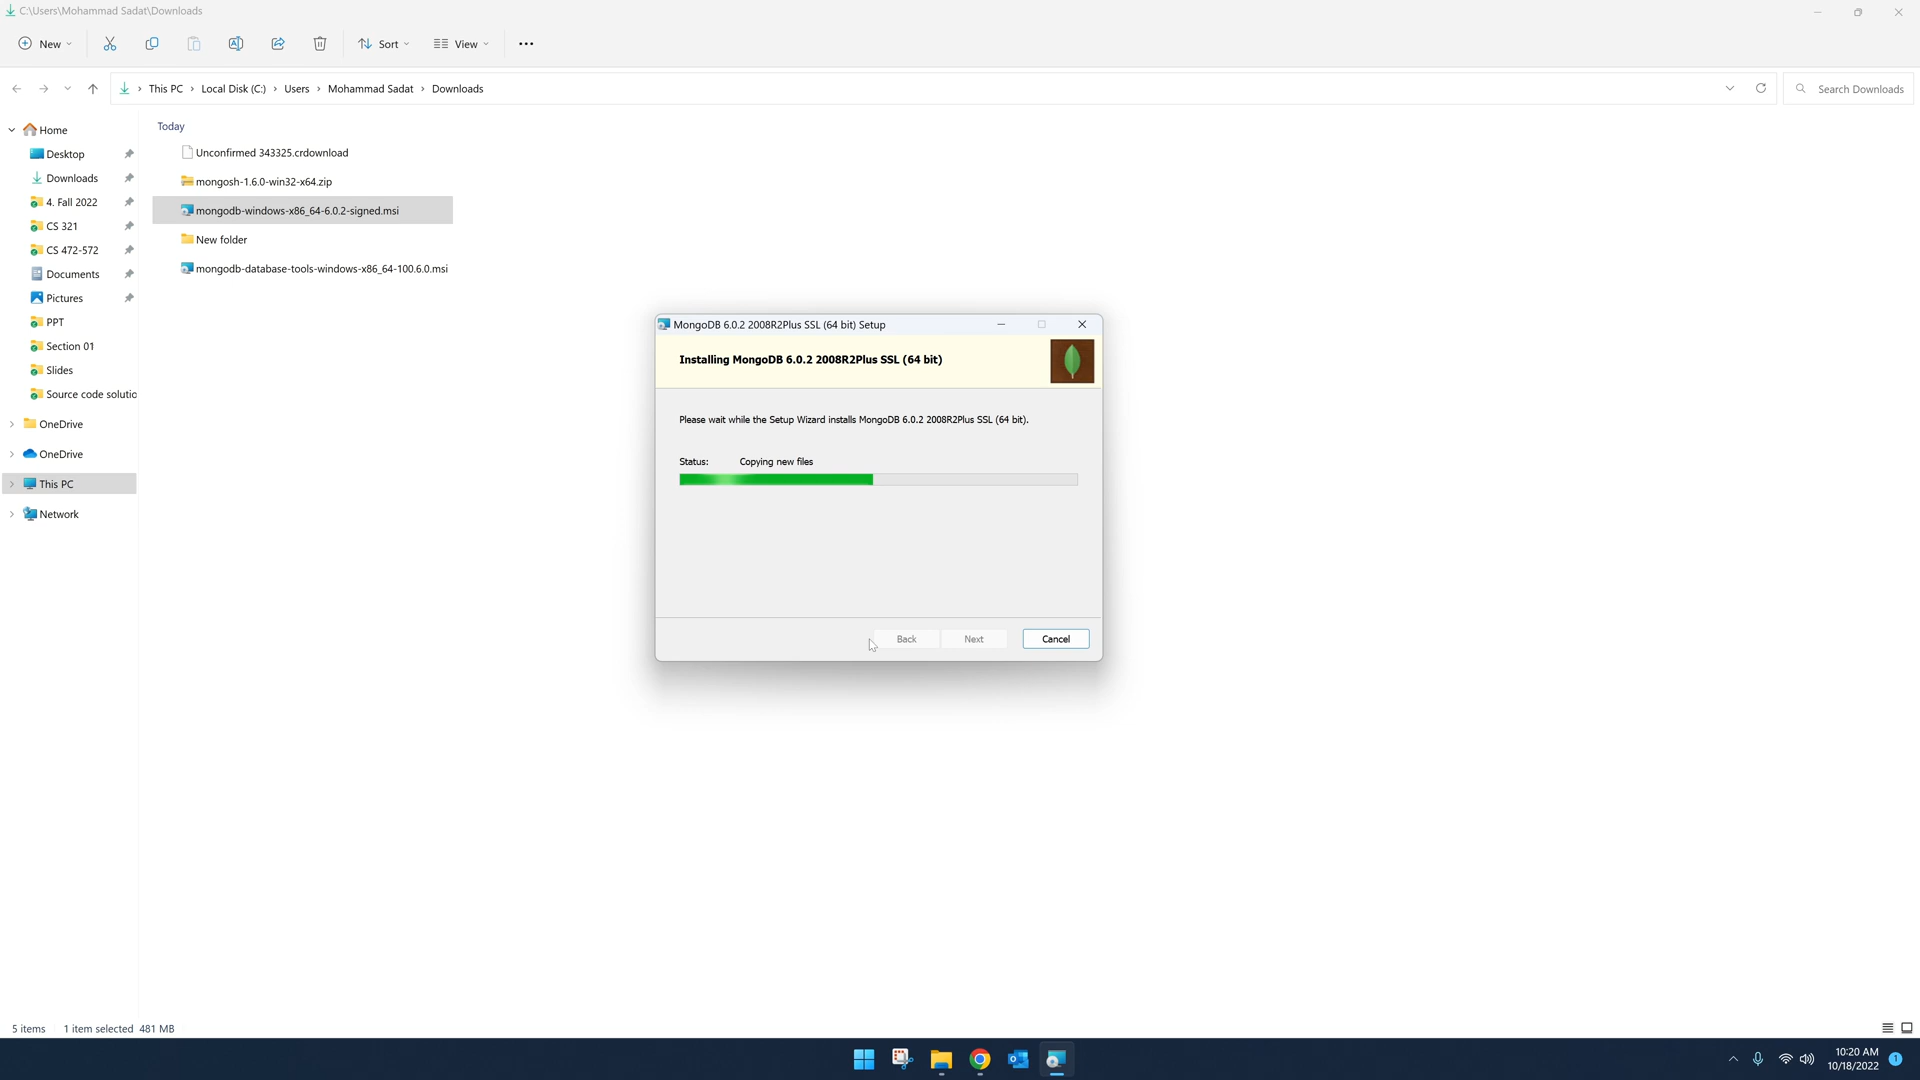 C:\Users\Mohammad Sadat\Downloads
New
Sort
View
This PC
Local Disk (C:)
Users
Mohammad Sadat
Downloads
Search Downloads
Home
Desktop
Downloads
4. Fall 2022
CS 321
CS 472-572
Documents
Pictures
PPT
Section 01
Slides
Source code solutio
OneDrive
OneDrive
This PC
Network
Today
Unconfirmed 343325.crdownload
mongosh-1.6.0-win32-x64.zip
mongodb-windows-x86_64-6.0.2-signed.msi
New folder
mongodb-database-tools-windows-x86_64-100.6.0.msi
MongoDB 6.0.2 2008R2Plus SSL (64 bit) Setup
Installing MongoDB 6.0.2 2008R2Plus SSL (64 bit)
Please wait while the Setup Wizard installs MongoDB 6.0.2 2008R2Plus SSL (64 bit).
Status: Copying new files
Back
Next
Cancel
5 items 1 item selected 481 MB
10:20 AM
10/18/2022
1